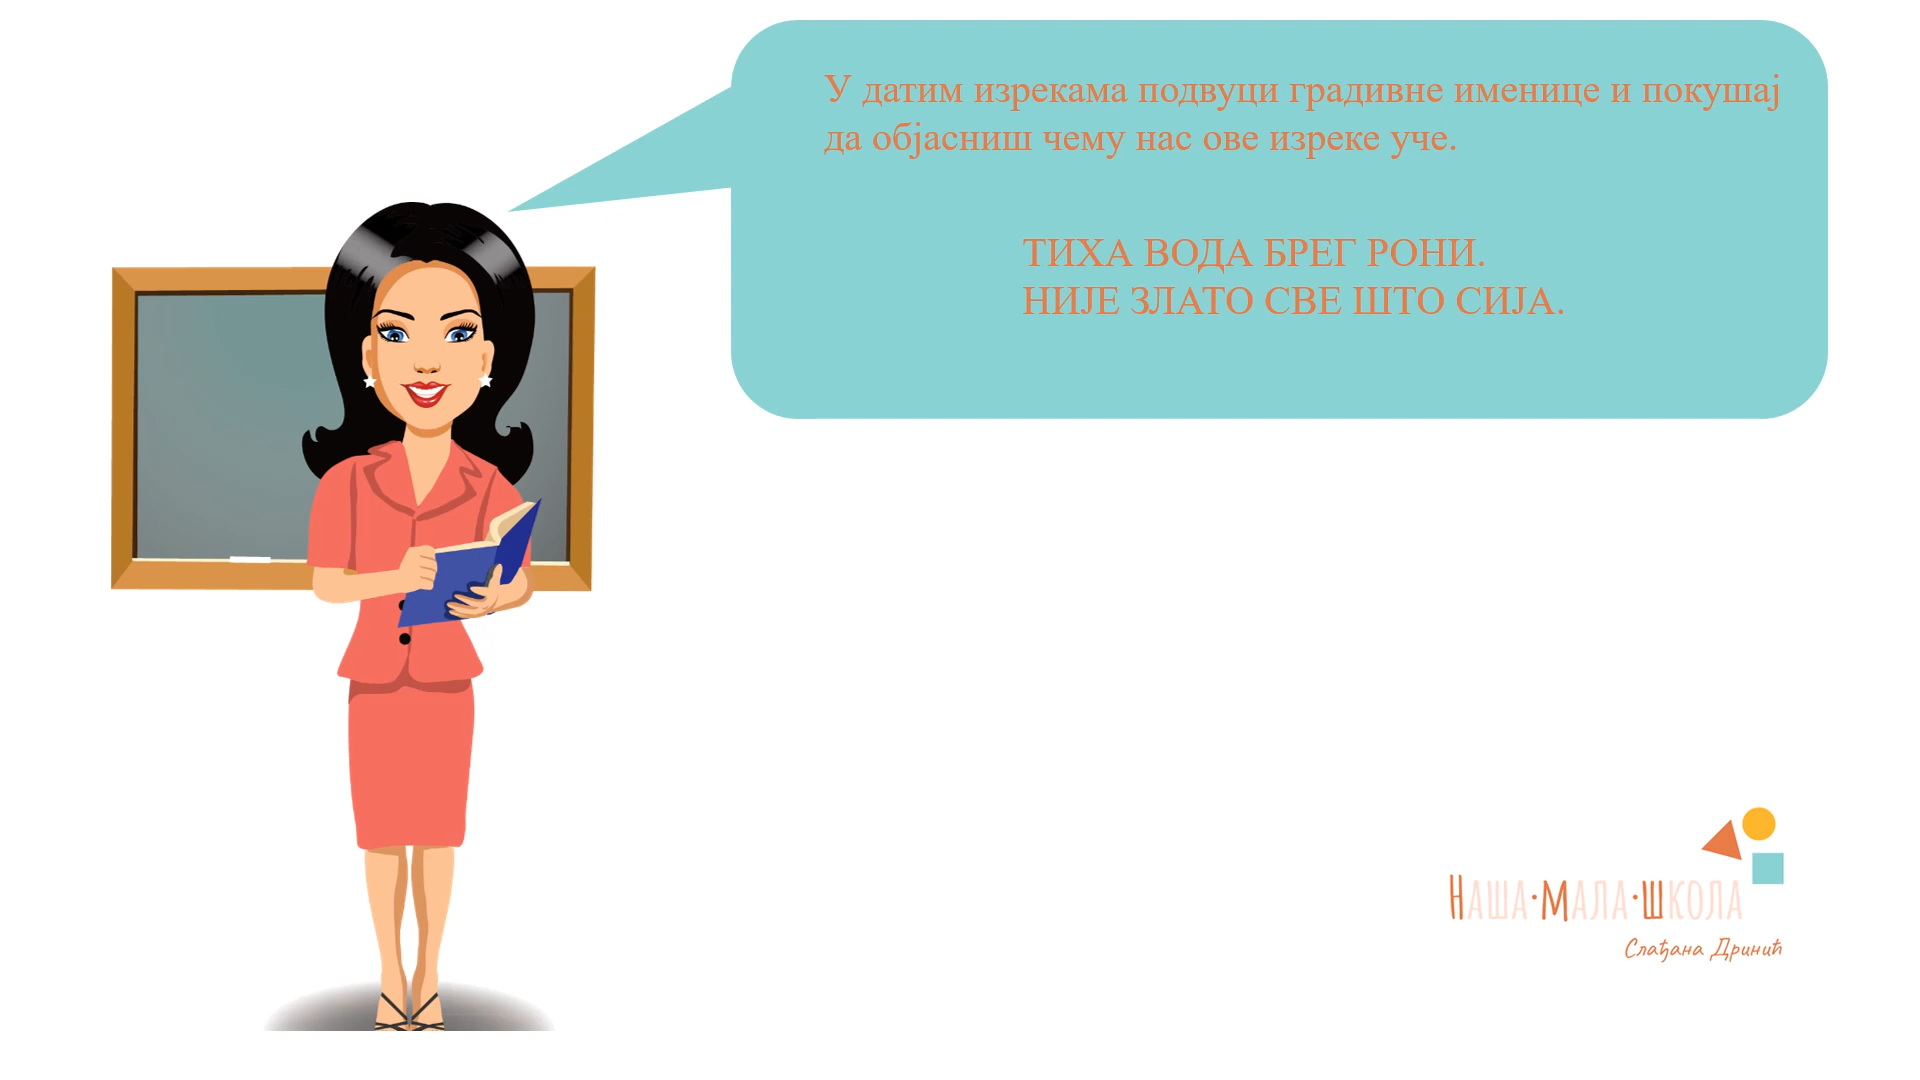 У датим изрекама подвуци градивне именице и покушај
да објасниш чему нас ове изреке уче.
ТИХА ВОДА БРЕГ РОНИ.
НИЈЕ ЗЛАТО СВЕ ШТО СИЈА.
НАША·МАЛА·ШКОЛА
Слађана Дринић